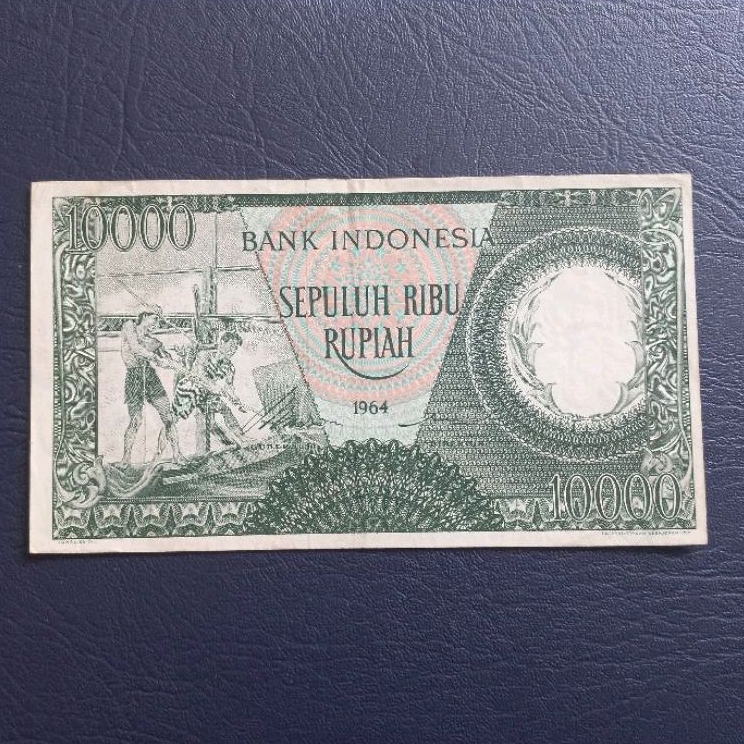 10000
BANK INDONESIA
SEPULUH RIBU
RUPIAH
1964
10000